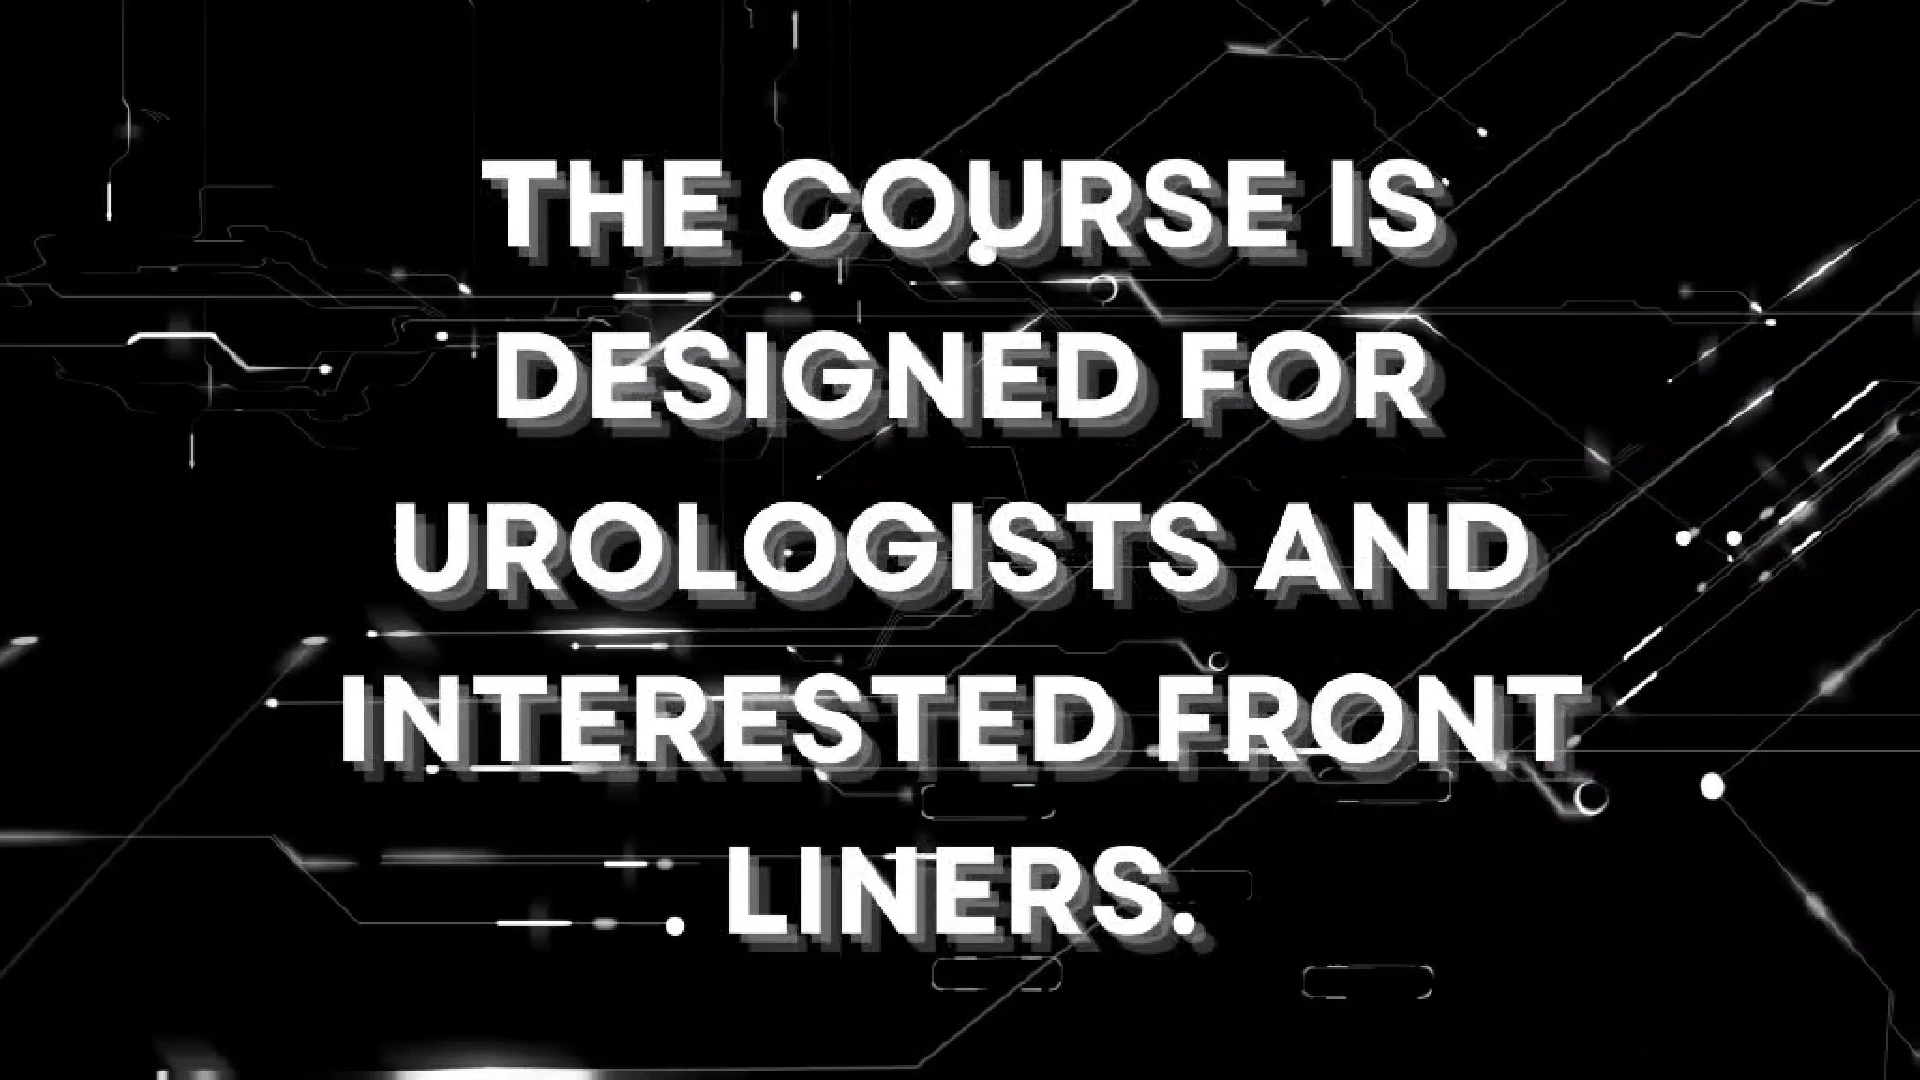 THE COURSE IS
DESIGNED FOR
UROLOGISTS AND
INTERESTED FRONT
LINERS.